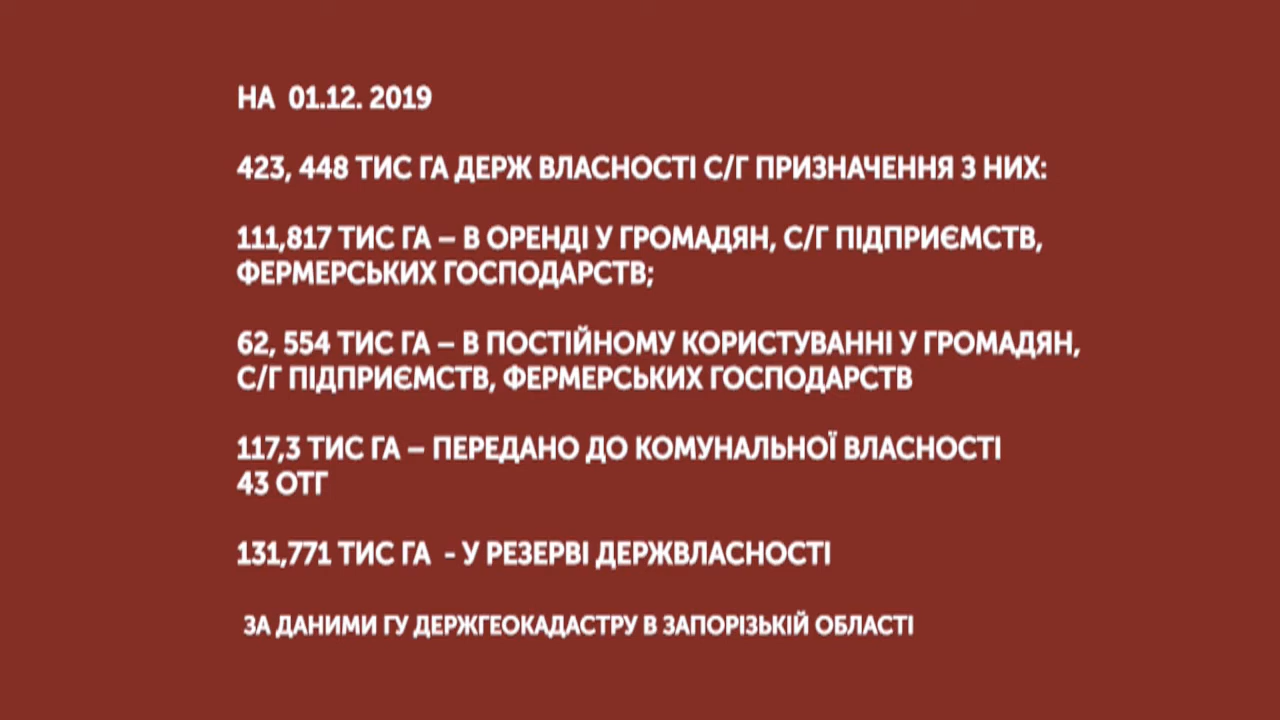 НА 01.12. 2019
423, 448 ТИС ГА ДЕРЖ ВЛАСНОСТІ С/Г ПРИЗНАЧЕННЯ З НИХ:
111,817 ТИС ГА – В ОРЕНДІ У ГРОМАДЯН, С/Г ПІДПРИЄМСТВ,
ФЕРМЕРСЬКИХ ГОСПОДАРСТВ;
62, 554 ТИС ГА – В ПОСТІЙНОМУ КОРИСТУВАННІ У ГРОМАДЯН,
С/Г ПІДПРИЄМСТВ, ФЕРМЕРСЬКИХ ГОСПОДАРСТВ
117,3 ТИС ГА – ПЕРЕДАНО ДО КОМУНАЛЬНОЇ ВЛАСНОСТІ
43 ОТГ
131,771 ТИС ГА - У РЕЗЕРВІ ДЕРЖВЛАСНОСТІ
ЗА ДАНИМИ ГУ ДЕРЖГЕОКАДАСТРУ В ЗАПОРІЗЬКІЙ ОБЛАСТІ